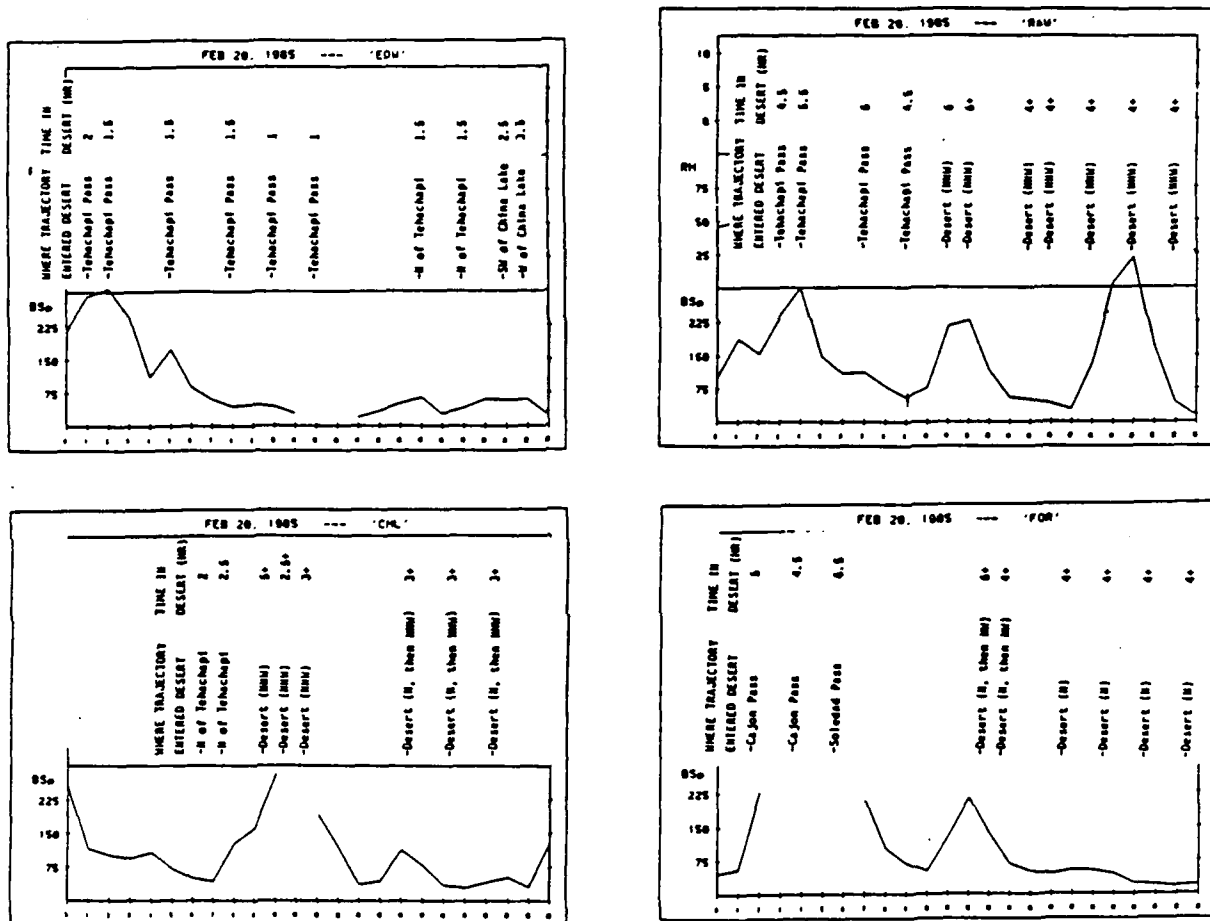 FEB 20, 1985 --- 'EDW'
WHERE TRAJECTORY TIME IN
ENTERED DESERT DESERT (HR)
-Tehachapi Pass 2
-Tehachapi Pass 1.5
-Tehachapi Pass 1.5
-Tehachapi Pass 1.5
-Tehachapi Pass 1
-Tehachapi Pass 1
-N of Tehachapi 1.5
-N of Tehachapi 1.5
-SW of China Lake 2.5
-W of China Lake 3.5
BSp
225
150
75
FEB 20, 1985 --- 'RAW'
10
5
0
RH
75
50
25
WHERE TRAJECTORY TIME IN
ENTERED DESERT DESERT (HR)
-Tehachapi Pass 4.5
-Tehachapi Pass 5.5
-Tehachapi Pass 6
-Tehachapi Pass 4.5
-Desert (NNW) 6
-Desert (NNW) 6+
-Desert (NNW) 4+
-Desert (NNW) 4+
-Desert (NNW) 4+
-Desert (NNW) 4+
-Desert (NNW) 4+
BSp
225
150
75
FEB 20, 1985 --- 'CHL'
WHERE TRAJECTORY TIME IN
ENTERED DESERT DESERT (HR)
-N of Tehachapi 2
-N of Tehachapi 2.5
-Desert (NNW) 5+
-Desert (NNW) 2.5+
-Desert (NNW) 3+
-Desert (N, then NNW) 3+
-Desert (N, then NNW) 3+
-Desert (N, then NNW) 3+
BSp
225
150
75
FEB 20, 1985 --- 'FOR'
WHERE TRAJECTORY TIME IN
ENTERED DESERT DESERT (HR)
-Cajon Pass 5
-Cajon Pass 4.5
-Soledad Pass 6.5
-Desert (N, then NW) 6+
-Desert (N, then NW) 4+
-Desert (N) 4+
-Desert (N) 4+
-Desert (N) 4+
-Desert (N) 4+
BSp
225
150
75